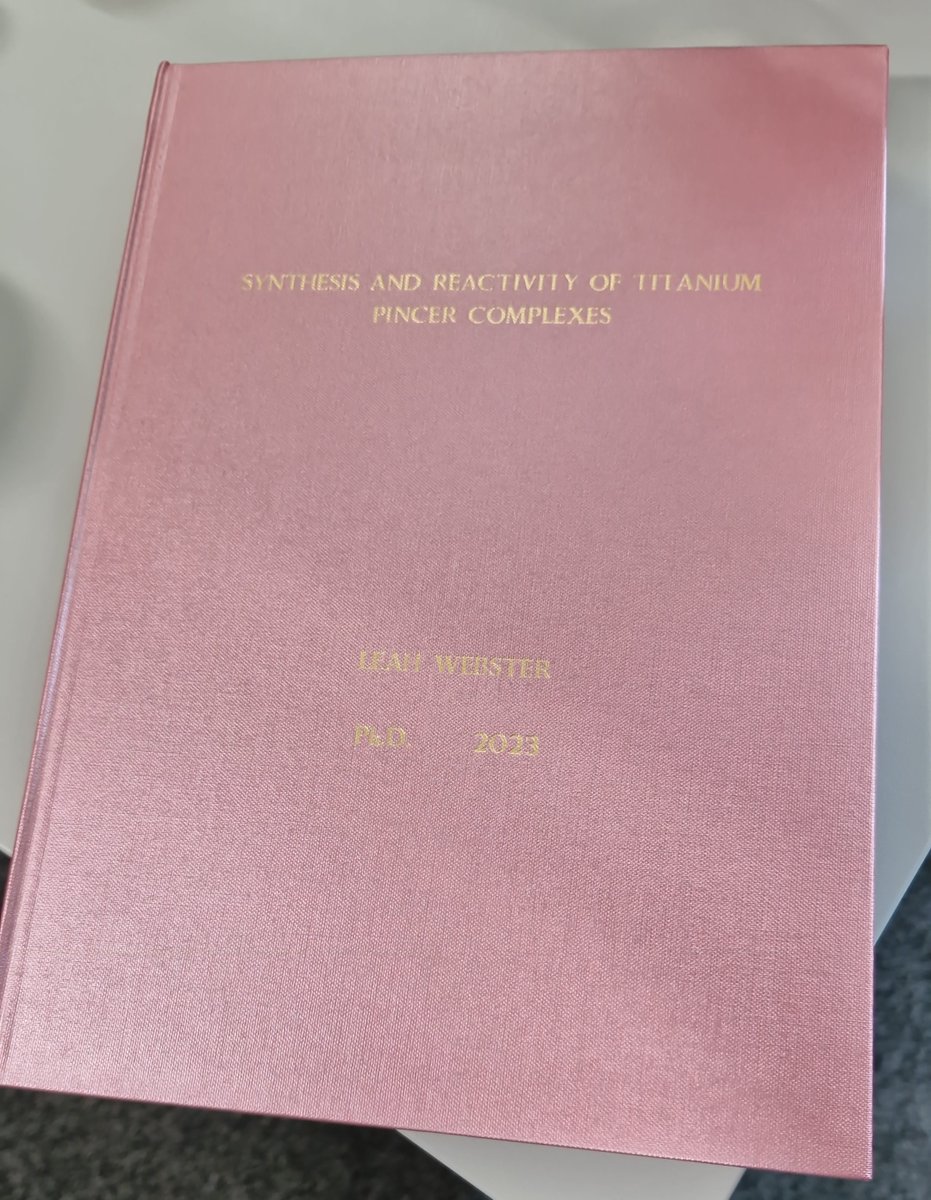 SYNTHESIS AND REACTIVITY OF TITANIUM
PINCER COMPLEXES
LEAH WEBSTER
Ph.D. 2023